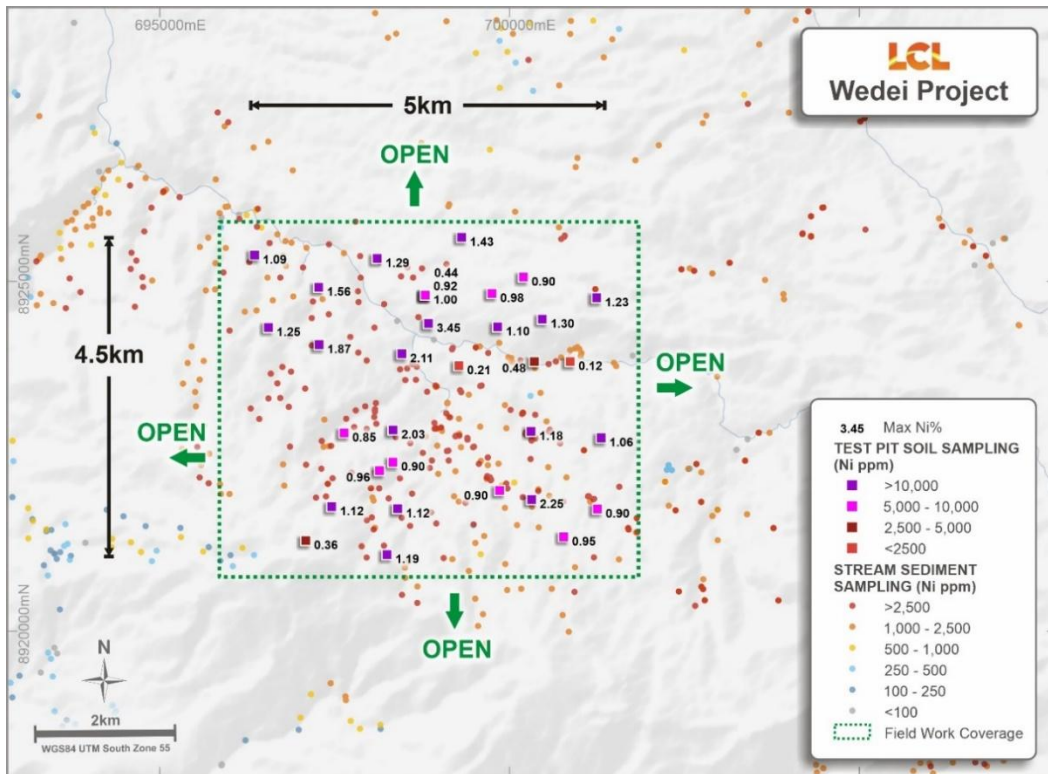 695000mE
700000mE
LCL
Wedei Project
5km
OPEN
1.43
1.09
1.29
0.44
0.92
1.00
0.90
8925000mN
1.56
0.98
1.23
1.25
3.45
1.10
1.30
4.5km
1.87
2.11
0.21
0.48
0.12
OPEN
OPEN
0.85
2.03
1.18
1.06
0.96
0.90
0.90
2.25
0.90
1.12
1.12
0.36
1.19
0.95
OPEN
8920000mN
N
2km
WGS84 UTM South Zone 55
3.45 Max Ni%
TEST PIT SOIL SAMPLING
(Ni ppm)
>10,000
5,000 - 10,000
2,500 - 5,000
<2500
STREAM SEDIMENT
SAMPLING (Ni ppm)
>2,500
1,000 - 2,500
500 - 1,000
250 - 500
100 - 250
<100
Field Work Coverage